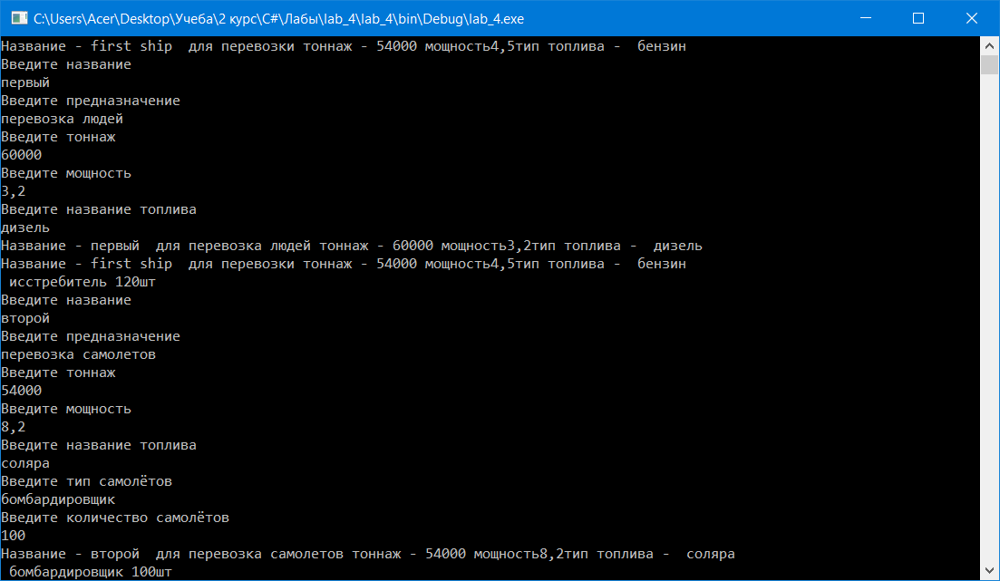 C:\Users\Acer\Desktop\Учеба\2 курс\C#\Лабы\lab_4\lab_4\bin\Debug\lab_4.exe
Название - first ship  для перевозки тоннаж - 54000 мощность4,5тип топлива -  бензин
Введите название
первый
Введите предназначение
перевозка людей
Введите тоннаж
60000
Введите мощность
3,2
Введите название топлива
дизель
Название - первый  для перевозка людей тоннаж - 60000 мощность3,2тип топлива -  дизель
Название - first ship  для перевозки тоннаж - 54000 мощность4,5тип топлива -  бензин
 исстребитель 120шт
Введите название
второй
Введите предназначение
перевозка самолетов
Введите тоннаж
54000
Введите мощность
8,2
Введите название топлива
соляра
Введите тип самолётов
бомбардировщик
Введите количество самолётов
100
Название - второй  для перевозка самолетов тоннаж - 54000 мощность8,2тип топлива -  соляра
 бомбардировщик 100шт